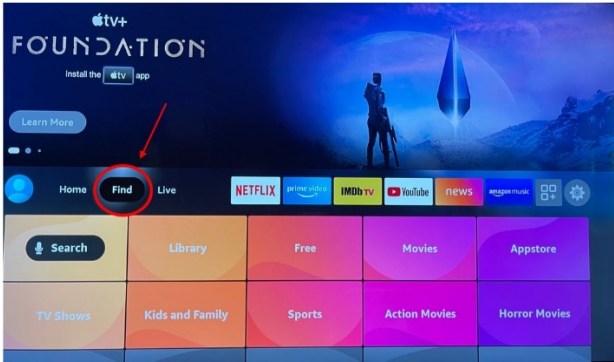 tv+
FOUNDATION
Install the tv app
Learn More
Home Find Live NETFLIX prime video IMDb TV YouTube news amazon music
Search Library Free Movies Appstore
TV Shows Kids and Family Sports Action Movies Horror Movies